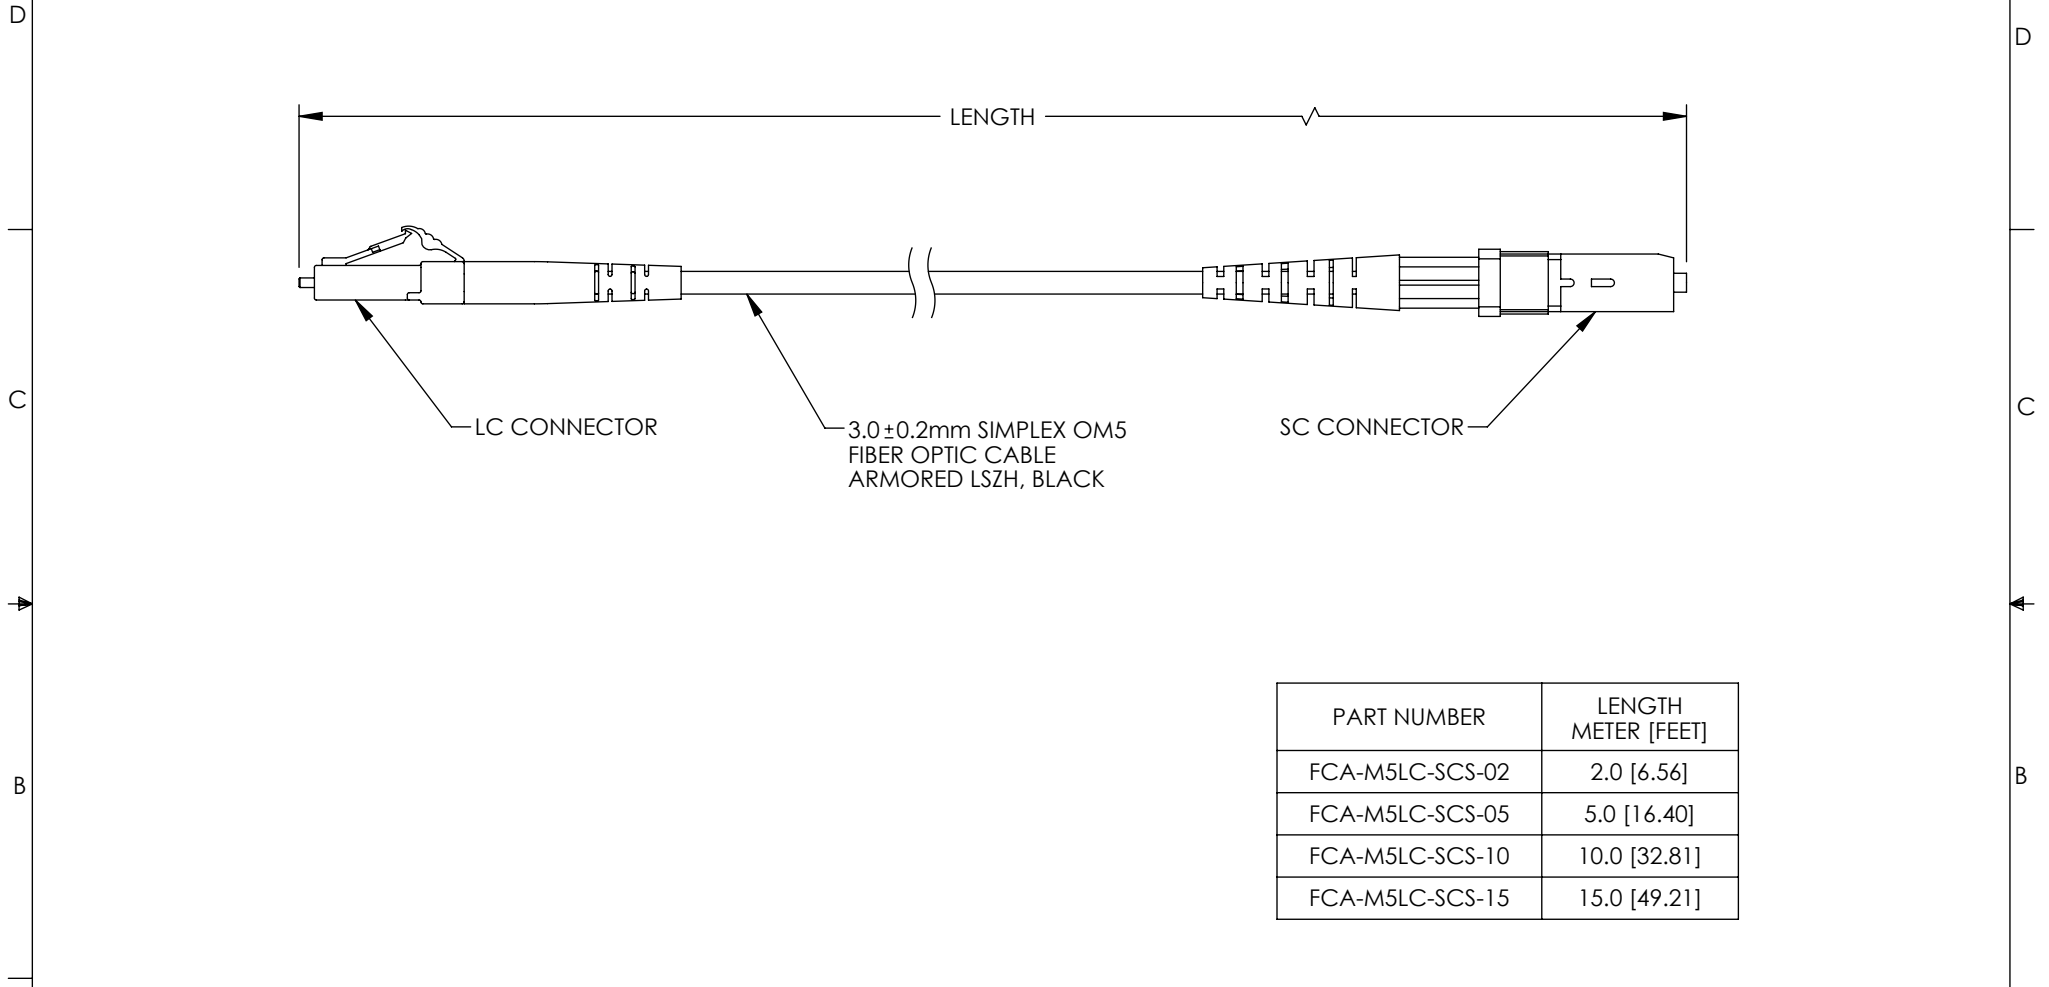 D
D
LENGTH
LC CONNECTOR
3.0±0.2mm SIMPLEX OM5
FIBER OPTIC CABLE
ARMORED LSZH, BLACK
SC CONNECTOR
C
C
PART NUMBER
LENGTH
METER [FEET]
FCA-M5LC-SCS-02 2.0 [6.56]
FCA-M5LC-SCS-05 5.0 [16.40]
FCA-M5LC-SCS-10 10.0 [32.81]
FCA-M5LC-SCS-15 15.0 [49.21]
B
B